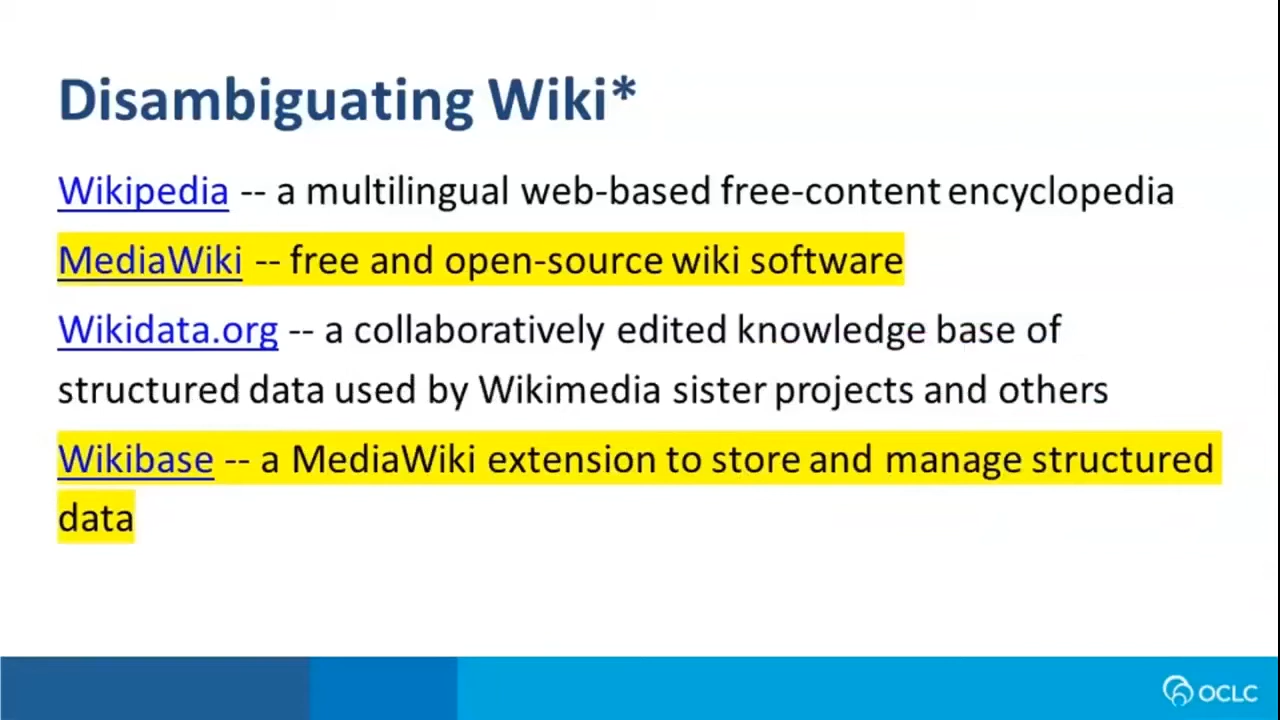 Disambiguating Wiki*
Wikipedia -- a multilingual web-based free-content encyclopedia
MediaWiki -- free and open-source wiki software
Wikidata.org -- a collaboratively edited knowledge base of
structured data used by Wikimedia sister projects and others
Wikibase -- a MediaWiki extension to store and manage structured
data
OCLC